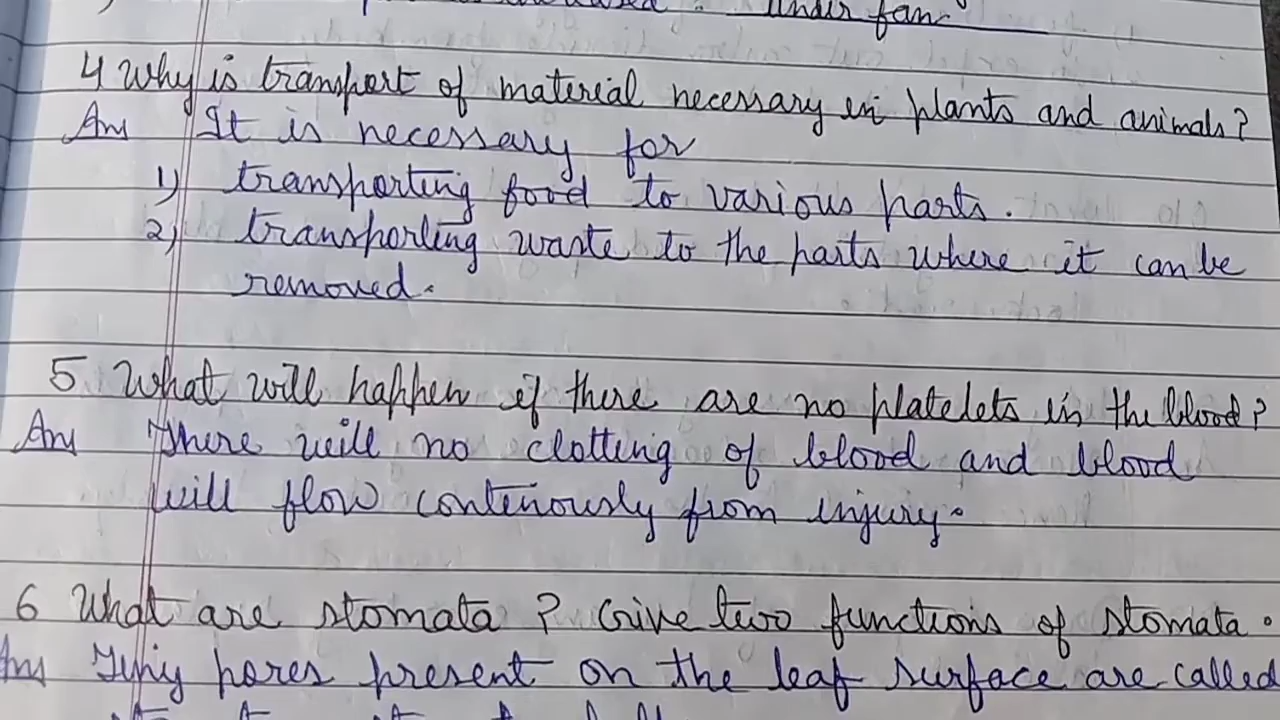 under fan
4 Why is transport of material necessary in plants and animals?
Ans It is necessary for
1) transporting food to various parts.
2) transporting waste to the parts where it can be
removed.
5 What will happen if there are no platelets in the blood?
Ans There will no clotting of blood and blood
will flow contenously from injury.
6 What are stomata? Give two functions of stomata.
Ans Tiny pores present on the leaf surface are called